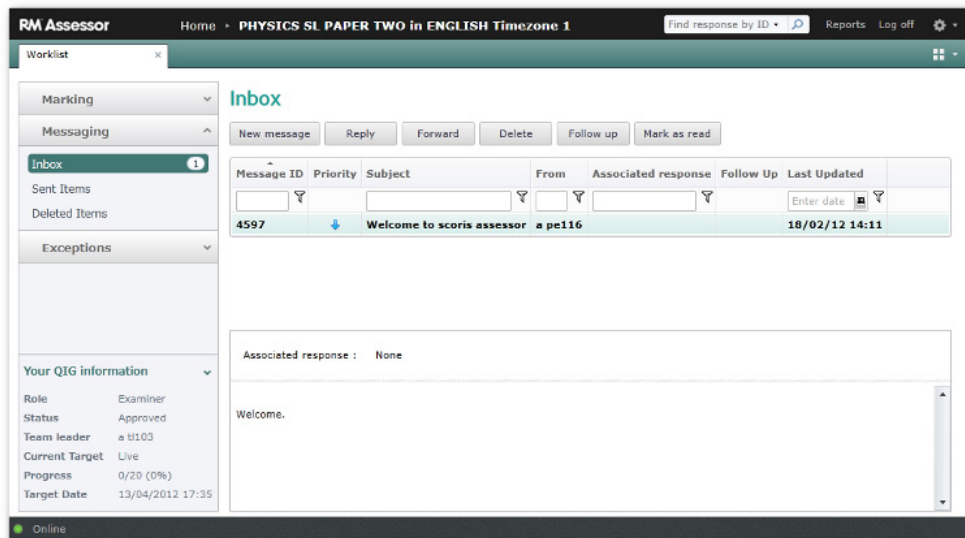 RM Assessor Home PHYSICS SL PAPER TWO in ENGLISH Timezone 1 Find response by ID Reports Log off
Worklist ×
Marking
Messaging
Inbox 1
Sent Items
Deleted Items
Exceptions
Your QIG information
Role Examiner
Status Approved
Team leader a tl103
Current Target Live
Progress 0/20 (0%)
Target Date 13/04/2012 17:35
Inbox
New message Reply Forward Delete Follow up Mark as read
Message ID Priority Subject From Associated response Follow Up Last Updated
Enter date
4597 Welcome to scoris assessor a pe116 18/02/12 14:11
Associated response : None
Welcome.
Online